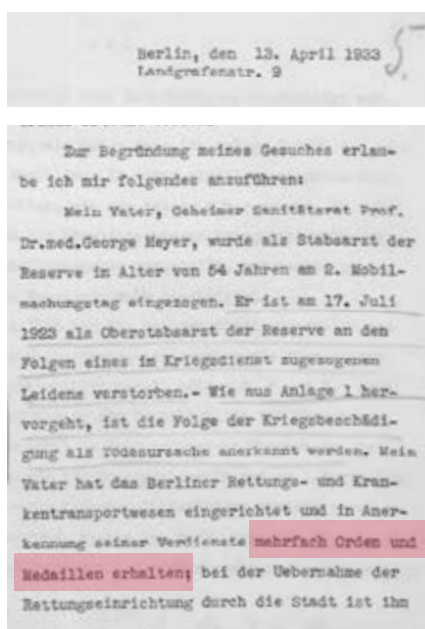 Berlin, den 13. April 1933
Landgrafenstr. 9
Zur Begründung meines Gesuches erlau-
be ich mir folgendes anzuführen:
Mein Vater, Geheimer Sanitätsrat Prof.
Dr.med.George Meyer, wurde als Stabsarzt der
Reserve im Alter von 54 Jahren am 2. Mobil-
machungstag eingezogen. Er ist am 17. Juli
1923 als Oberstabsarzt der Reserve an den
Folgen eines im Kriegsdienst zugezogenen
Leidens verstorben.- Wie aus Anlage 1 her-
vorgeht, ist die Folge der Kriegsbeschädi-
gung als Todesursache anerkannt worden. Mein
Vater hat das Berliner Rettungs- und Kran-
kentransportwesen eingerichtet und in Aner-
kennung seiner Verdienste mehrfach Orden und
Medaillen erhalten; bei der Uebernahme der
Rettungseinrichtung durch die Stadt ist ihm